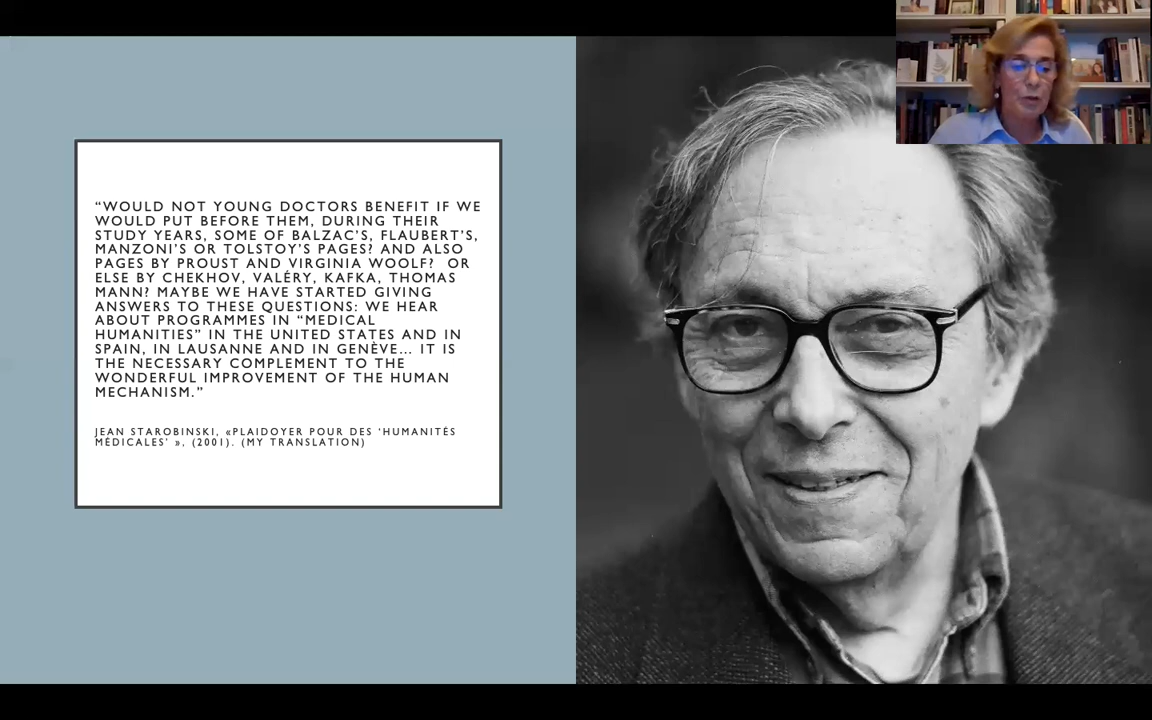 “WOULD NOT YOUNG DOCTORS BENEFIT IF WE
WOULD PUT BEFORE THEM, DURING THEIR
STUDY YEARS, SOME OF BALZAC’S, FLAUBERT’S,
MANZONI’S OR TOLSTOY’S PAGES? AND ALSO
PAGES BY PROUST AND VIRGINIA WOOLF? OR
ELSE BY CHEKHOV, VALÉRY, KAFKA, THOMAS
MANN? MAYBE WE HAVE STARTED GIVING
ANSWERS TO THESE QUESTIONS: WE HEAR
ABOUT PROGRAMMES IN “MEDICAL
HUMANITIES” IN THE UNITED STATES AND IN
SPAIN, IN LAUSANNE AND IN GENÈVE… IT IS
THE NECESSARY COMPLEMENT TO THE
WONDERFUL IMPROVEMENT OF THE HUMAN
MECHANISM.”
JEAN STAROBINSKI, «PLAIDOYER POUR DES ‘HUMANITÉS
MÉDICALES’ », (2001). (MY TRANSLATION)